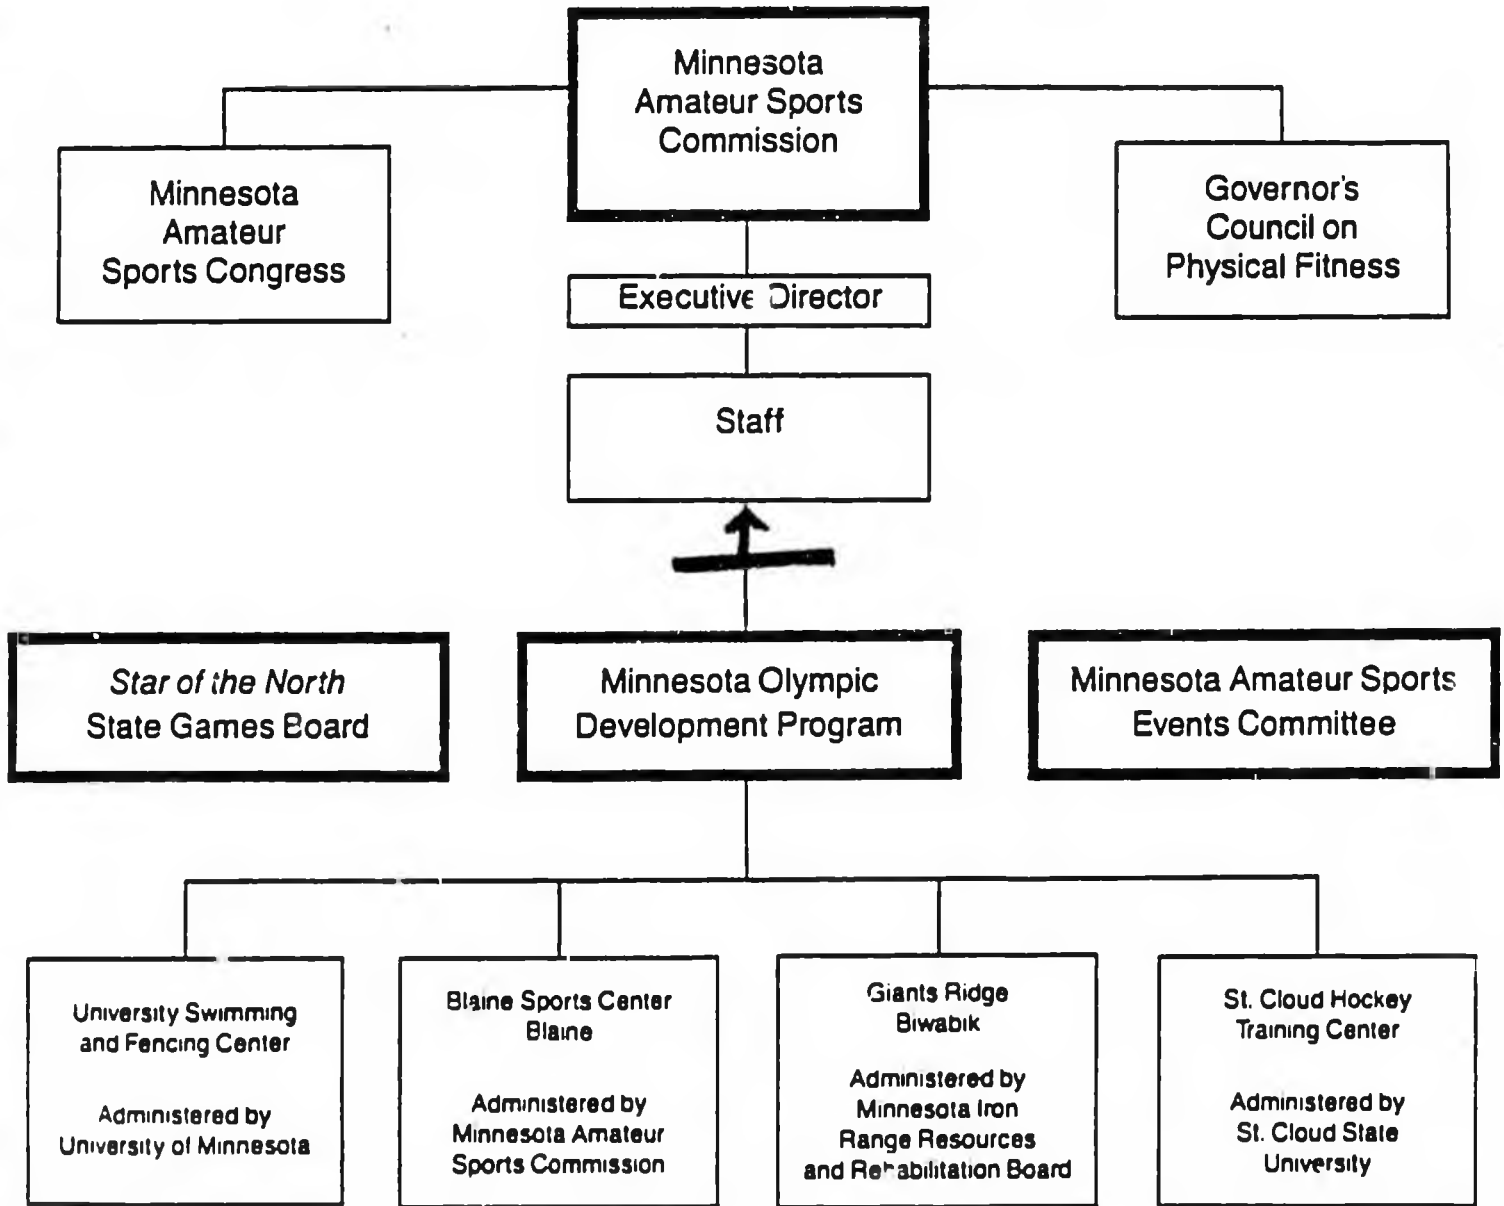 Minnesota
Amateur Sports
Commission
Minnesota
Amateur
Sports Congress
Governor's
Council on
Physical Fitness
Executive Director
Staff
Star of the North
State Games Board
Minnesota Olympic
Development Program
Minnesota Amateur Sports
Events Committee
University Swimming
and Fencing Center
Administered by
University of Minnesota
Blaine Sports Center
Blaine
Administered by
Minnesota Amateur
Sports Commission
Giants Ridge
Biwabik
Administered by
Minnesota Iron
Range Resources
and Rehabilitation Board
St. Cloud Hockey
Training Center
Administered by
St. Cloud State
University